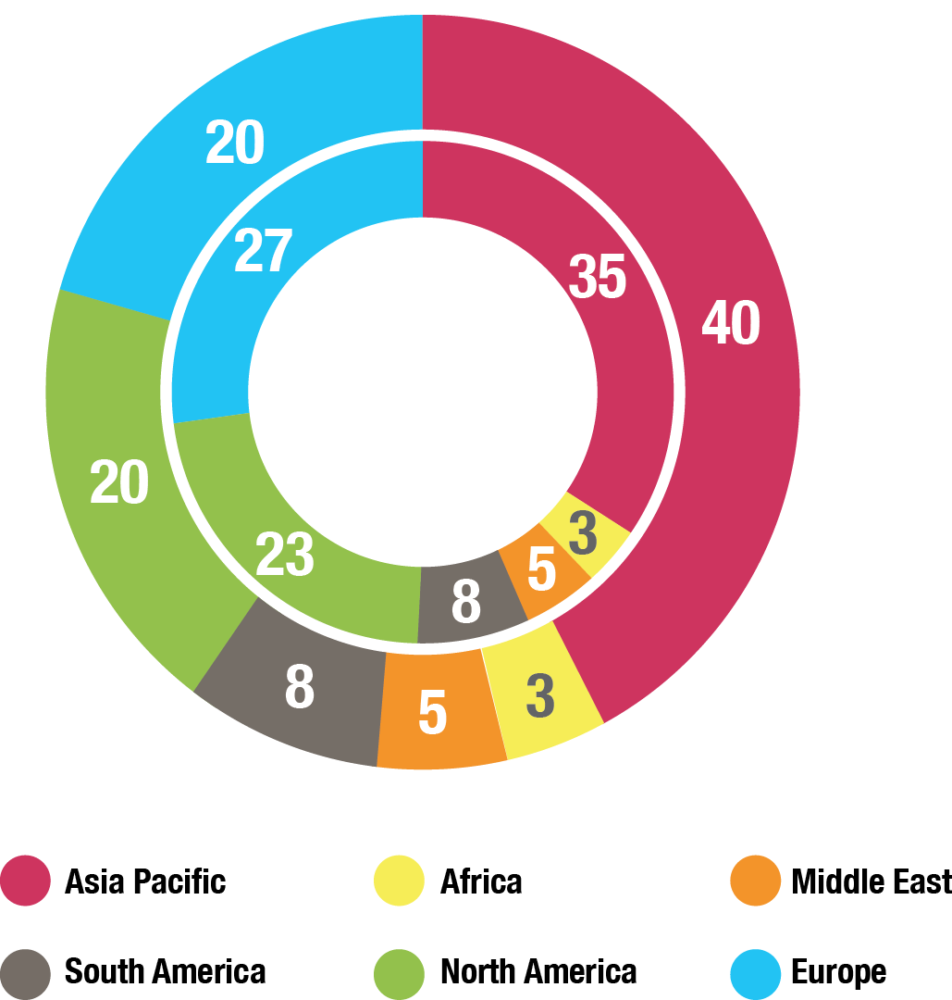 20
27
35
40
20
23
3
5
8
8
5
3
Asia Pacific
Africa
Middle East
South America
North America
Europe